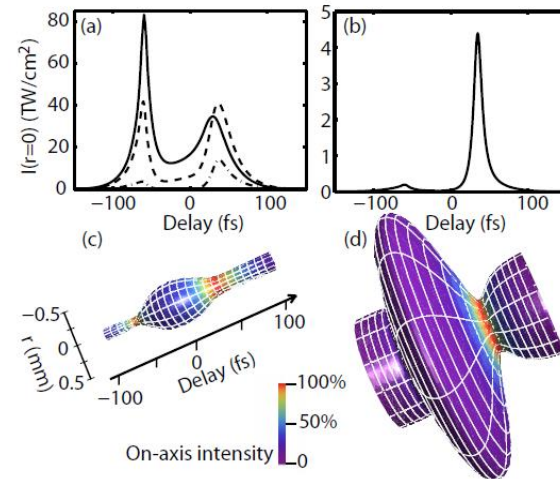 (a)
(b)
I(r=0) (TW/cm²)
80
60
40
20
0
5
4
3
2
1
0
−100 0 100
−100 0 100
Delay (fs)
Delay (fs)
(c)
(d)
−0.5
0
0.5
r (mm)
−100
0
100
Delay (fs)
100%
50%
0
On-axis intensity